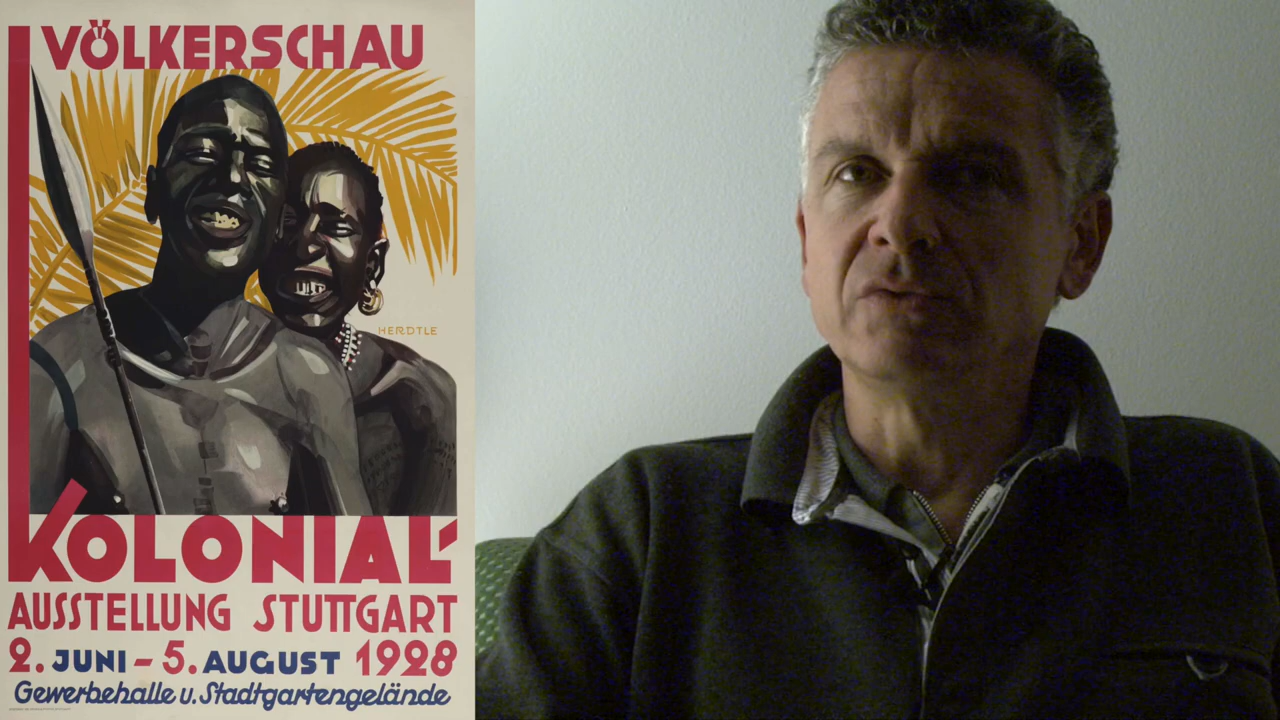 VÖLKERSCHAU
HERDTLE
KOLONIAL-
AUSSTELLUNG STUTTGART
2. JUNI - 5. AUGUST 1928
Gewerbehalle u. Stadtgartengelände